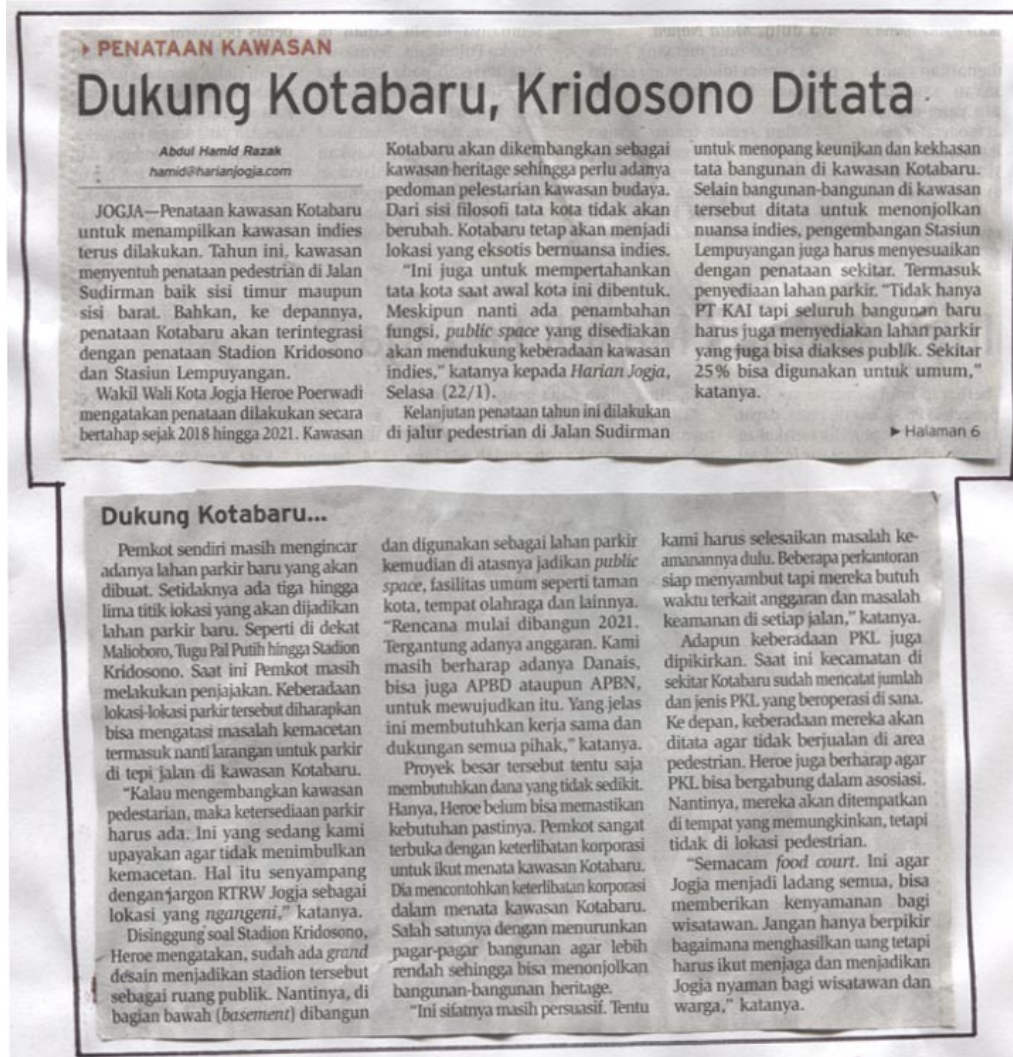 PENATAAN KAWASAN
Dukung Kotabaru, Kridosono Ditata
Abdul Hamid Razak
hamid@harianjogja.com
JOGJA—Penataan kawasan Kotabaru
untuk menampilkan kawasan indies
terus dilakukan. Tahun ini, kawasan
menyentuh penataan pedestrian di Jalan
Sudirman baik sisi timur maupun
sisi barat. Bahkan, ke depannya,
penataan Kotabaru akan terintegrasi
dengan penataan Stadion Kridosono
dan Stasiun Lempuyangan.
Wakil Wali Kota Jogja Heroe Poerwadi
mengatakan penataan dilakukan secara
bertahap sejak 2018 hingga 2021. Kawasan
Kotabaru akan dikembangkan sebagai
kawasan heritage sehingga perlu adanya
pedoman pelestarian kawasan budaya.
Dari sisi filosofi tata kota tidak akan
berubah. Kotabaru tetap akan menjadi
lokasi yang eksotis bernuansa indies.
"Ini juga untuk mempertahankan
tata kota saat awal kota ini dibentuk.
Meskipun nanti ada penambahan
fungsi, public space yang disediakan
akan mendukung keberadaan kawasan
indies," katanya kepada Harian Jogja,
Selasa (22/1).
Kelanjutan penataan tahun ini dilakukan
di jalur pedestrian di Jalan Sudirman
untuk menopang keunikan dan kekhasan
tata bangunan di kawasan Kotabaru.
Selain bangunan-bangunan di kawasan
tersebut ditata untuk menonjolkan
nuansa indies, pengembangan Stasiun
Lempuyangan juga harus menyesuaikan
dengan penataan sekitar. Termasuk
penyediaan lahan parkir. "Tidak hanya
PT KAI tapi seluruh bangunan baru
harus juga menyediakan lahan parkir
yang juga bisa diakses publik. Sekitar
25% bisa digunakan untuk umum,"
katanya.
Halaman 6
Dukung Kotabaru...
Pemkot sendiri masih mengincar
adanya lahan parkir baru yang akan
dibuat. Setidaknya ada tiga hingga
lima titik lokasi yang akan dijadikan
lahan parkir baru. Seperti di dekat
Malioboro, Tugu Pal Putih hingga Stadion
Kridosono. Saat ini Pemkot masih
melakukan penjajakan. Keberadaan
lokasi-lokasi parkir tersebut diharapkan
bisa mengatasi masalah kemacetan
termasuk nanti larangan untuk parkir
di tepi jalan di kawasan Kotabaru.
"Kalau mengembangkan kawasan
pedestarian, maka ketersediaan parkir
harus ada. Ini yang sedang kami
upayakan agar tidak menimbulkan
kemacetan. Hal itu senyampang
dengan jargon RTRW Jogja sebagai
lokasi yang ngangeni," katanya.
Disinggung soal Stadion Kridosono,
Heroe mengatakan, sudah ada grand
desain menjadikan stadion tersebut
sebagai ruang publik. Nantinya, di
bagian bawah (basement) dibangun
dan digunakan sebagai lahan parkir
kemudian di atasnya jadikan public
space, fasilitas umum seperti taman
kota, tempat olahraga dan lainnya.
"Rencana mulai dibangun 2021.
Tergantung adanya anggaran. Kami
masih berharap adanya Danais,
bisa juga APBD ataupun APBN,
untuk mewujudkan itu. Yang jelas
ini membutuhkan kerja sama dan
dukungan semua pihak," katanya.
Proyek besar tersebut tentu saja
membutuhkan dana yang tidak sedikit.
Hanya, Heroe belum bisa memastikan
kebutuhan pastinya. Pemkot sangat
terbuka dengan keterlibatan korporasi
untuk ikut menata kawasan Kotabaru.
Dia mencontohkan keterlibatan korporasi
dalam menata kawasan Kotabaru.
Salah satunya dengan menurunkan
pagar-pagar bangunan agar lebih
rendah sehingga bisa menonjolkan
bangunan-bangunan heritage.
"Ini sifatnya masih persuasif. Tentu
kami harus selesaikan masalah ke-
amanannya dulu. Beberapa perkantoran
siap menyambut tapi mereka butuh
waktu terkait anggaran dan masalah
keamanan di setiap jalan," katanya.
Adapun keberadaan PKL juga
dipikirkan. Saat ini kecamatan di
sekitar Kotabaru sudah mencatat jumlah
dan jenis PKL yang beroperasi di sana.
Ke depan, keberadaan mereka akan
ditata agar tidak berjualan di area
pedestrian. Heroe juga berharap agar
PKL bisa bergabung dalam asosiasi.
Nantinya, mereka akan ditempatkan
di tempat yang memungkinkan, tetapi
tidak di lokasi pedestrian.
"Semacam food court. Ini agar
Jogja menjadi ladang semua, bisa
memberikan kenyamanan bagi
wisatawan. Jangan hanya berpikir
bagaimana menghasilkan uang tetapi
harus ikut menjaga dan menjadikan
Jogja nyaman bagi wisatawan dan
warga," katanya.